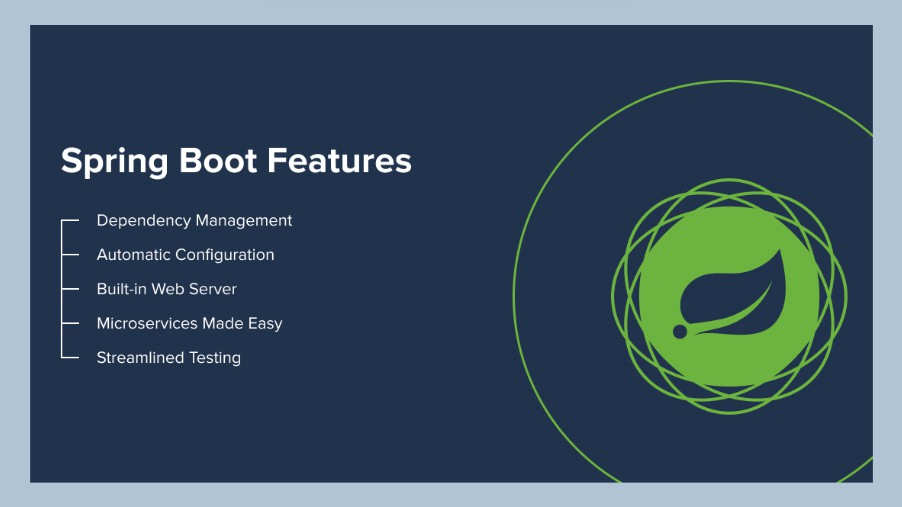 Spring Boot Features
Dependency Management
Automatic Configuration
Built-in Web Server
Microservices Made Easy
Streamlined Testing